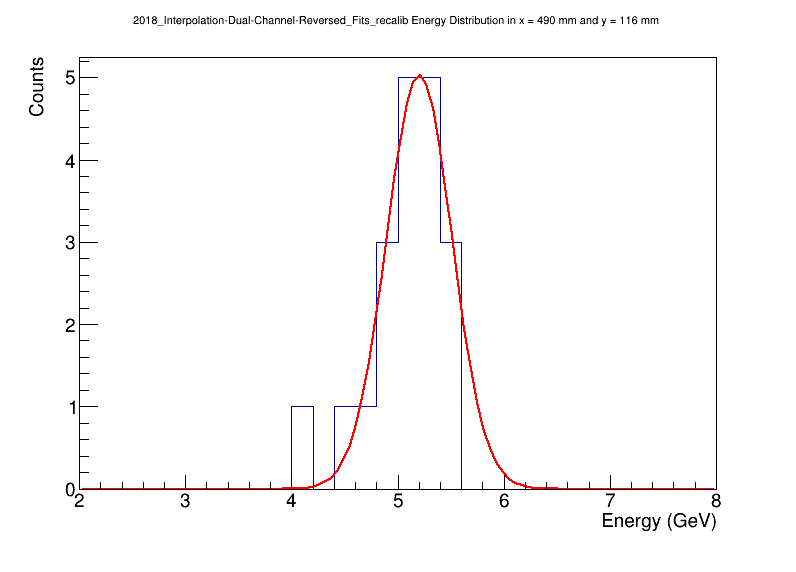 2018_Interpolation-Dual-Channel-Reversed_Fits_recalib Energy Distribution in x = 490 mm and y = 116 mm
Counts
5
4
3
2
1
0
2 3 4 5 6 7 8
Energy (GeV)